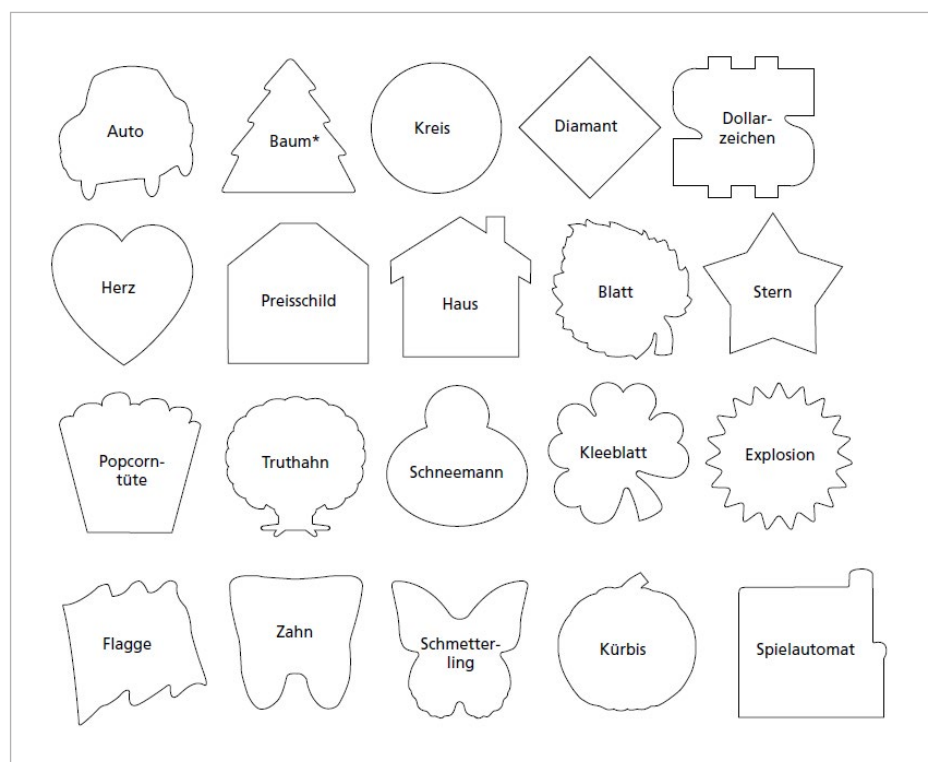 Auto
Baum*
Kreis
Diamant
Dollar-
zeichen
Herz
Preisschild
Haus
Blatt
Stern
Popcorn-
tüte
Truthahn
Schneemann
Kleeblatt
Explosion
Flagge
Zahn
Schmetter-
ling
Kürbis
Spielautomat